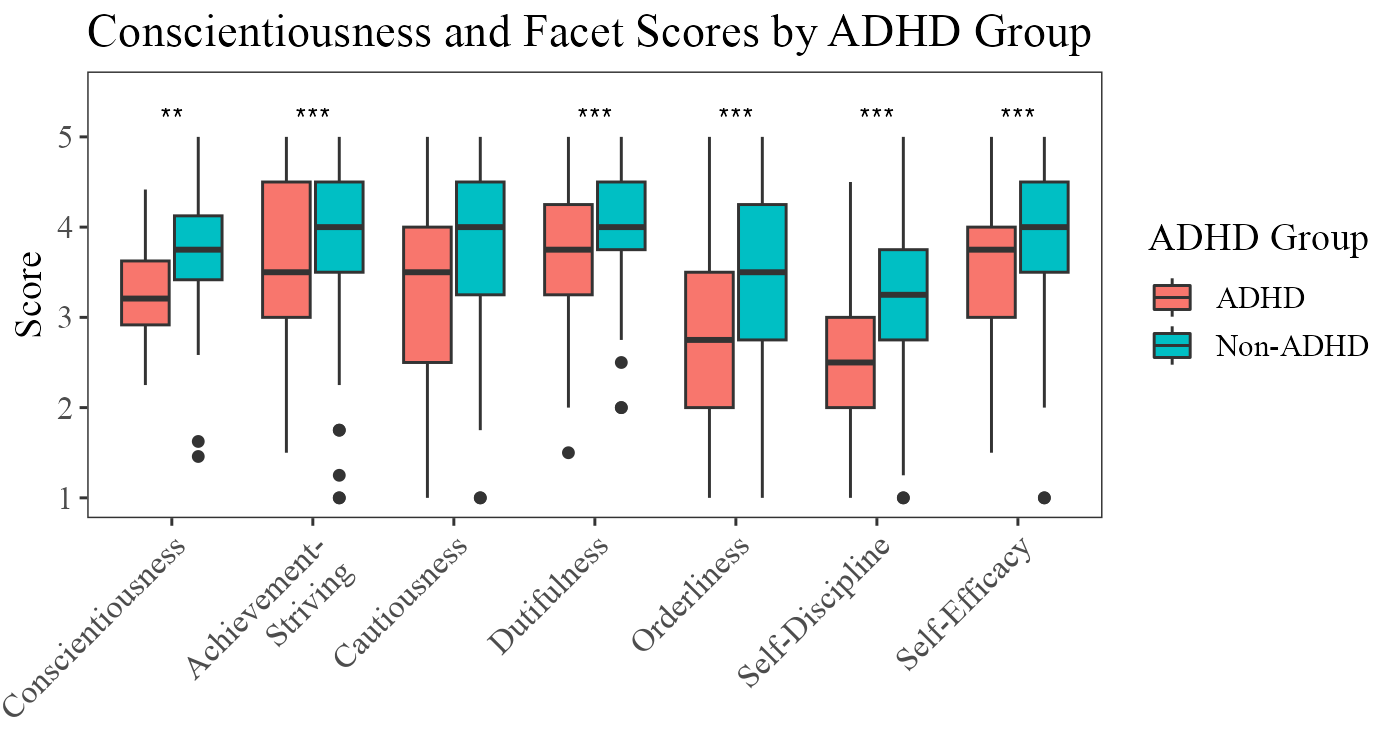 Conscientiousness and Facet Scores by ADHD Group
** *** *** *** *** ***
Score
5
4
3
2
1
Conscientiousness
Achievement-
Striving
Cautiousness
Dutifulness
Orderliness
Self-Discipline
Self-Efficacy
ADHD Group
ADHD
Non-ADHD